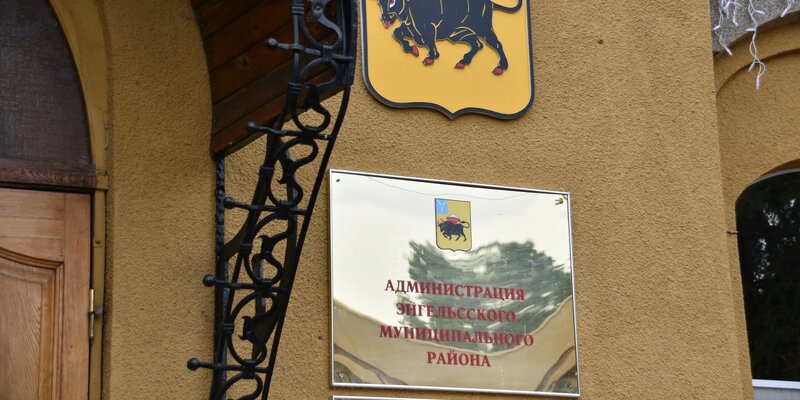 АДМИНИСТРАЦИЯ
ЭНГЕЛЬССКОГО
МУНИЦИПАЛЬНОГО
РАЙОНА